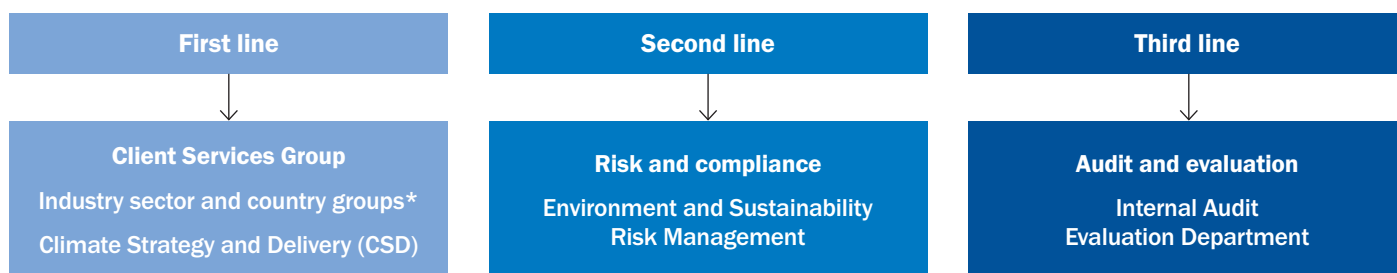 First line
Client Services Group
Industry sector and country groups*
Climate Strategy and Delivery (CSD)
Second line
Risk and compliance
Environment and Sustainability
Risk Management
Third line
Audit and evaluation
Internal Audit
Evaluation Department